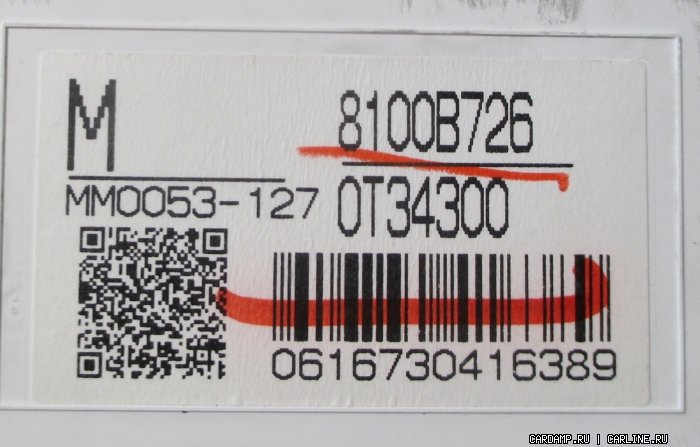 M
8100B726
MM0053-127
0T34300
0616730416389
CARDAMP.RU | CARLINE.RU